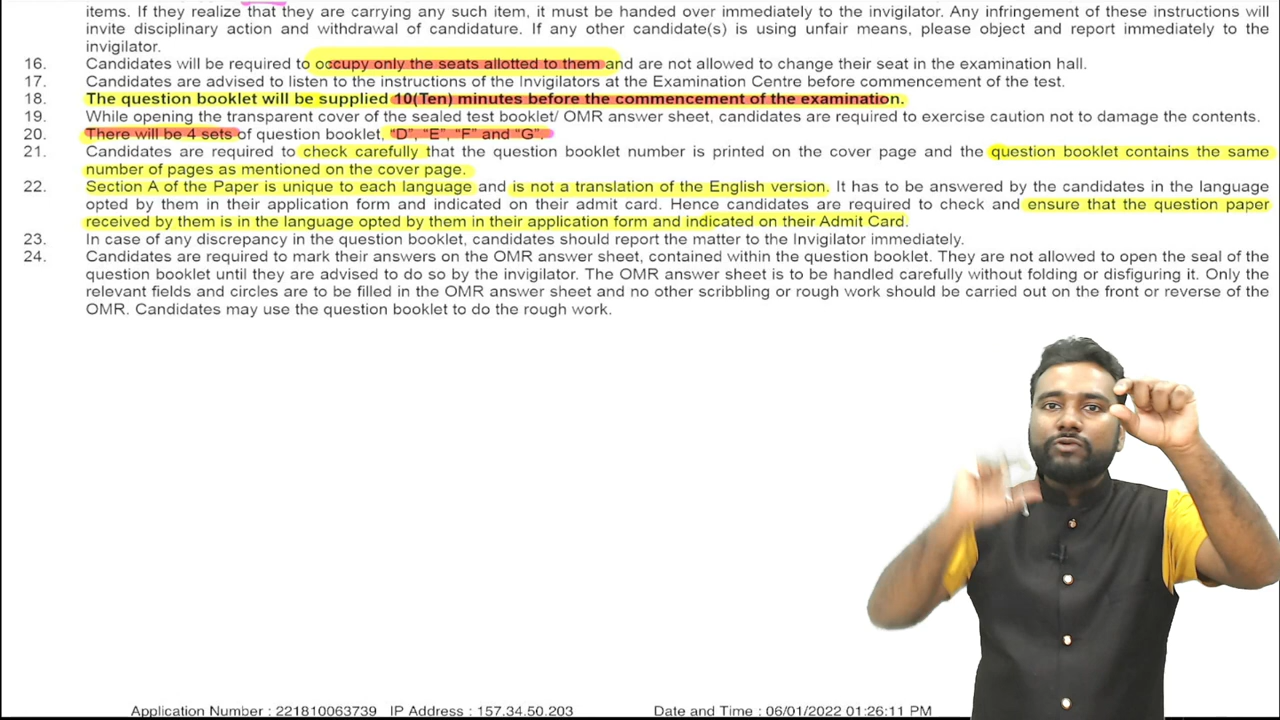 items. If they realize that they are carrying any such item, it must be handed over immediately to the invigilator. Any infringement of these instructions will
invite disciplinary action and withdrawal of candidature. If any other candidate(s) is using unfair means, please object and report immediately to the
invigilator.
16. Candidates will be required to occupy only the seats allotted to them and are not allowed to change their seat in the examination hall.
17. Candidates are advised to listen to the instructions of the Invigilators at the Examination Centre before commencement of the test.
18. The question booklet will be supplied 10(Ten) minutes before the commencement of the examination.
19. While opening the transparent cover of the sealed test booklet/ OMR answer sheet, candidates are required to exercise caution not to damage the contents.
20. There will be 4 sets of question booklet, “D”, “E”, “F” and “G”.
21. Candidates are required to check carefully that the question booklet number is printed on the cover page and the question booklet contains the same
number of pages as mentioned on the cover page.
22. Section A of the Paper is unique to each language and is not a translation of the English version. It has to be answered by the candidates in the language
opted by them in their application form and indicated on their admit card. Hence candidates are required to check and ensure that the question paper
received by them is in the language opted by them in their application form and indicated on their Admit Card.
23. In case of any discrepancy in the question booklet, candidates should report the matter to the Invigilator immediately.
24. Candidates are required to mark their answers on the OMR answer sheet, contained within the question booklet. They are not allowed to open the seal of the
question booklet until they are advised to do so by the invigilator. The OMR answer sheet is to be handled carefully without folding or disfiguring it. Only the
relevant fields and circles are to be filled in the OMR answer sheet and no other scribbling or rough work should be carried out on the front or reverse of the
OMR. Candidates may use the question booklet to do the rough work.
Application Number : 221810063739 IP Address : 157.34.50.203 Date and Time : 06/01/2022 01:26:11 PM